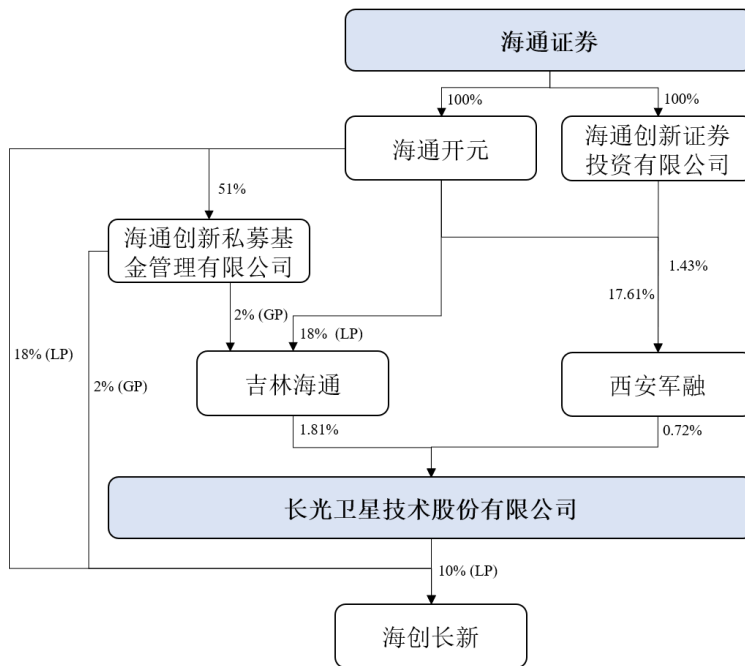 海通证券
100%
100%
海通开元
海通创新证券
投资有限公司
51%
海通创新私募基
金管理有限公司
1.43%
17.61%
2% (GP)
18% (LP)
18% (LP)
2% (GP)
吉林海通
西安军融
1.81%
0.72%
长光卫星技术股份有限公司
10% (LP)
海创长新